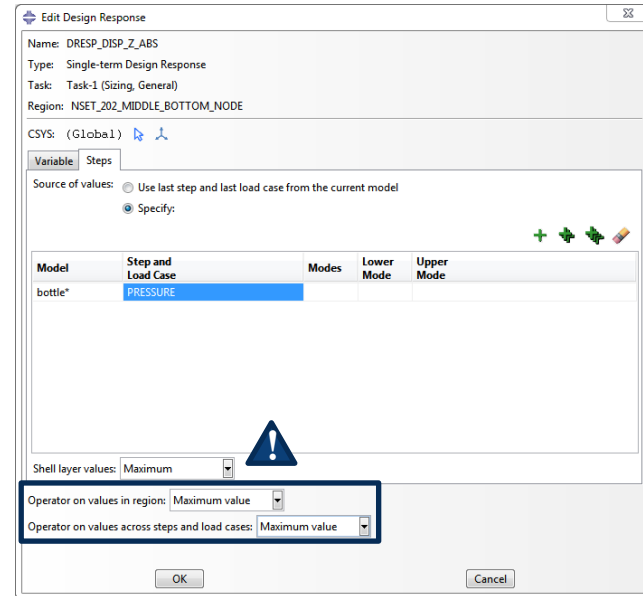 Edit Design Response
Name: DRESP_DISP_Z_ABS
Type: Single-term Design Response
Task: Task-1 (Sizing, General)
Region: NSET_202_MIDDLE_BOTTOM_NODE
CSYS: (Global)
Variable Steps
Source of values: Use last step and last load case from the current model
Specify:
Model Step and Load Case Modes Lower Mode Upper Mode
bottle* PRESSURE
Shell layer values: Maximum
Operator on values in region: Maximum value
Operator on values across steps and load cases: Maximum value
OK Cancel